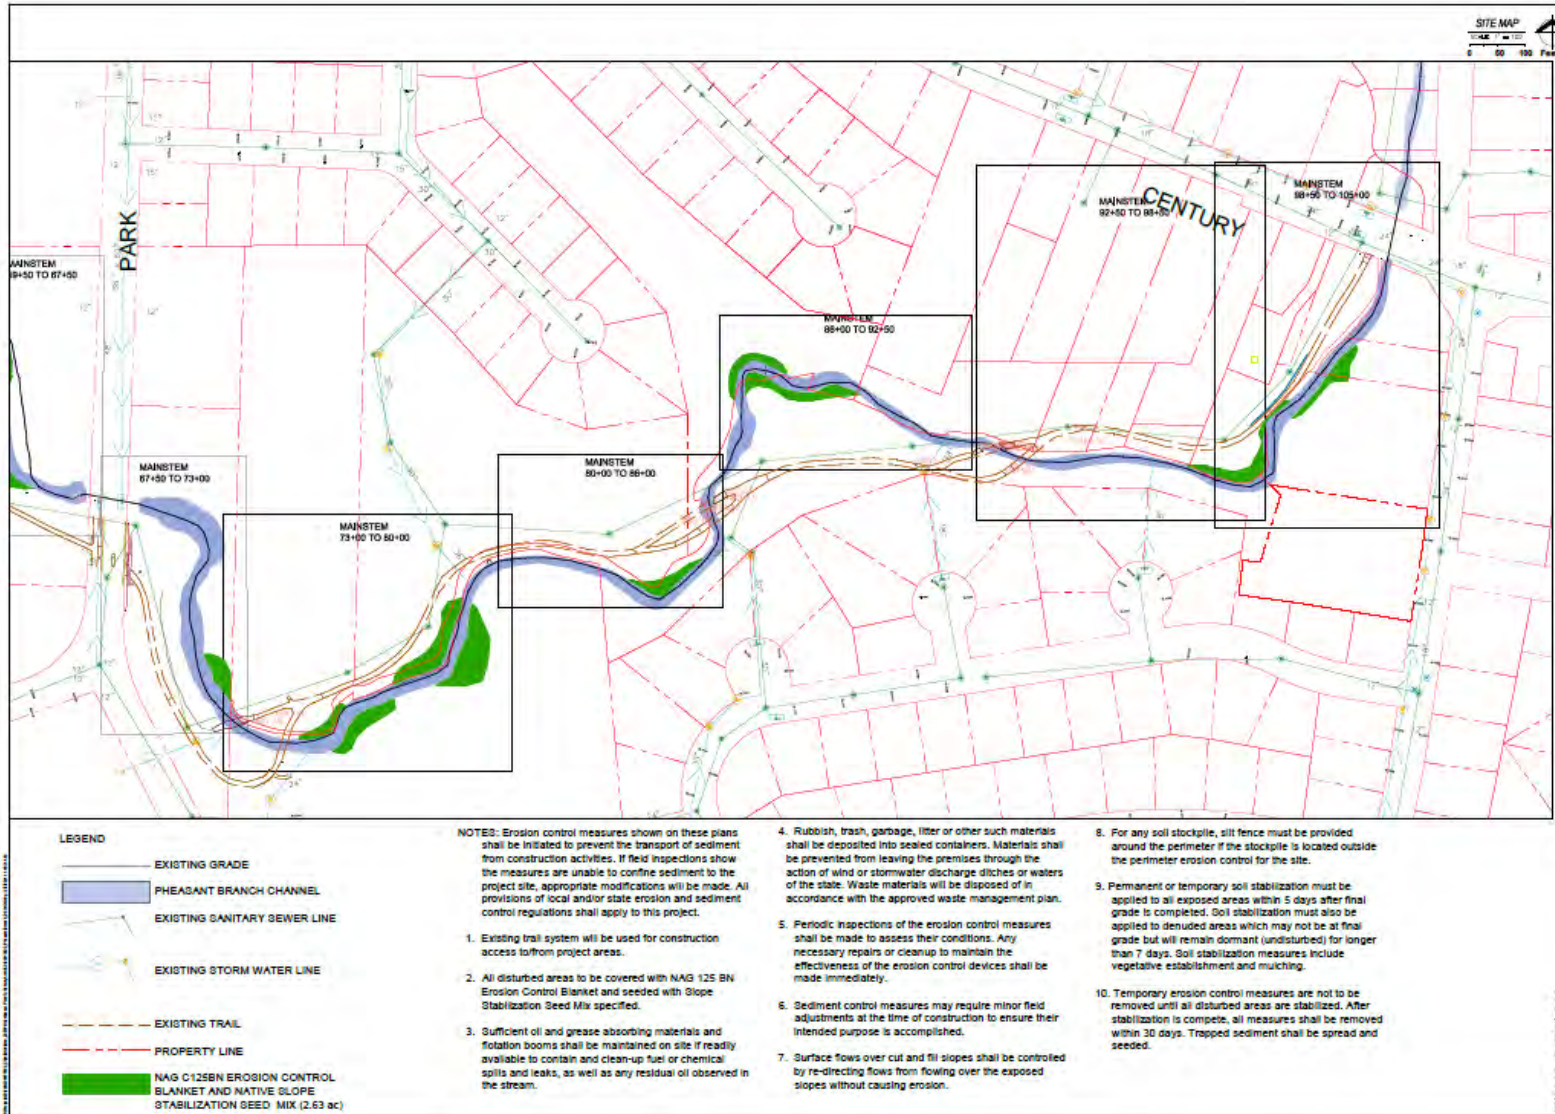 SITE MAP
0 50 100 Feet
PARK
CENTURY
MAINSTEM
67+50 TO 73+00
MAINSTEM
73+00 TO 80+00
MAINSTEM
80+00 TO 86+00
MAINSTEM
86+00 TO 92+50
MAINSTEM
92+50 TO 98+50
MAINSTEM
98+50 TO 105+00
LEGEND
EXISTING GRADE
PHEASANT BRANCH CHANNEL
EXISTING SANITARY SEWER LINE
EXISTING STORM WATER LINE
EXISTING TRAIL
PROPERTY LINE
NAG C125BN EROSION CONTROL
BLANKET AND NATIVE SLOPE
STABILIZATION SEED MIX (2.63 ac)
NOTES: Erosion control measures shown on these plans
shall be initiated to prevent the transport of sediment
from construction activities. If field inspections show
the measures are unable to confine sediment to the
project site, appropriate modifications will be made. All
provisions of local and/or state erosion and sediment
control regulations shall apply to this project.
1. Existing trail system will be used for construction
access to/from project areas.
2. All disturbed areas to be covered with NAG 125 BN
Erosion Control Blanket and seeded with Slope
Stabilization Seed Mix specified.
3. Sufficient oil and grease absorbing materials and
flotation booms shall be maintained on site if readily
available to contain and clean-up fuel or chemical
spills and leaks, as well as any residual oil observed in
the stream.
4. Rubbish, trash, garbage, litter or other such materials
shall be deposited into sealed containers. Materials shall
be prevented from leaving the premises through the
action of wind or stormwater discharge ditches or waters
of the state. Waste materials will be disposed of in
accordance with the approved waste management plan.
5. Periodic inspections of the erosion control measures
shall be made to assess their conditions. Any
necessary repairs or cleanup to maintain the
effectiveness of the erosion control devices shall be
made immediately.
6. Sediment control measures may require minor field
adjustments at the time of construction to ensure their
intended purpose is accomplished.
7. Surface flows over cut and fill slopes shall be controlled
by re-directing flows from flowing over the exposed
slopes without causing erosion.
8. For any soil stockpile, silt fence must be provided
around the perimeter if the stockpile is located outside
the perimeter erosion control for the site.
9. Permanent or temporary soil stabilization must be
applied to all exposed areas within 5 days after final
grade is completed. Soil stabilization must also be
applied to denuded areas which may not be at final
grade but will remain dormant (undisturbed) for longer
than 7 days. Soil stabilization measures include
vegetative establishment and mulching.
10. Temporary erosion control measures are not to be
removed until all disturbed areas are stabilized. After
stabilization is compete, all measures shall be removed
within 30 days. Trapped sediment shall be spread and
seeded.